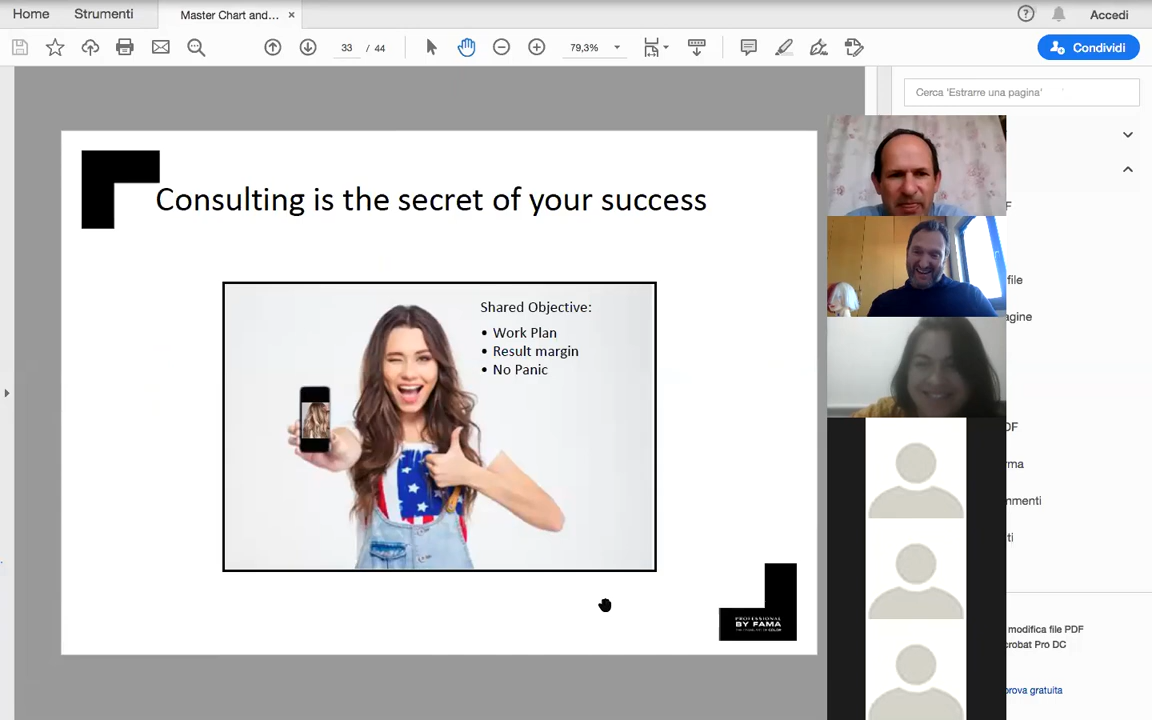 Home
Strumenti
Master Chart and...
×
?
Accedi
33
/ 44
79,3%
Condividi
Cerca 'Estrarre una pagina'
Consulting is the secret of your success
Shared Objective:
• Work Plan
• Result margin
• No Panic
PROFESSIONAL
BY FAMA
F
file
agine
DF
rma
mmenti
ti
modifica file PDF
crobat Pro DC
prova gratuita